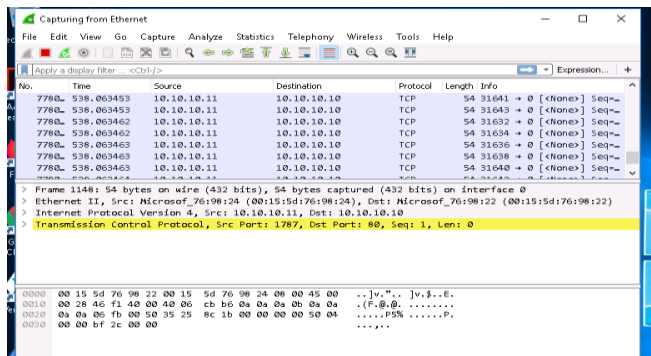 Capturing from Ethernet
File Edit View Go Capture Analyze Statistics Telephony Wireless Tools Help
Apply a display filter ... <Ctrl-/> Expression... +
No. Time Source Destination Protocol Length Info
7780… 538.063453 10.10.10.11 10.10.10.10 TCP 54 31641 → 0 [<None>] Seq=…
7780… 538.063453 10.10.10.11 10.10.10.10 TCP 54 31643 → 0 [<None>] Seq=…
7780… 538.063462 10.10.10.11 10.10.10.10 TCP 54 31632 → 0 [<None>] Seq=…
7780… 538.063462 10.10.10.11 10.10.10.10 TCP 54 31634 → 0 [<None>] Seq=…
7780… 538.063463 10.10.10.11 10.10.10.10 TCP 54 31636 → 0 [<None>] Seq=…
7780… 538.063463 10.10.10.11 10.10.10.10 TCP 54 31638 → 0 [<None>] Seq=…
7780… 538.063463 10.10.10.11 10.10.10.10 TCP 54 31640 → 0 [<None>] Seq=…
> Frame 1148: 54 bytes on wire (432 bits), 54 bytes captured (432 bits) on interface 0
> Ethernet II, Src: Microsof_76:98:24 (00:15:5d:76:98:24), Dst: Microsof_76:98:22 (00:15:5d:76:98:22)
> Internet Protocol Version 4, Src: 10.10.10.11, Dst: 10.10.10.10
> Transmission Control Protocol, Src Port: 1787, Dst Port: 80, Seq: 1, Len: 0
0000 00 15 5d 76 98 22 00 15 5d 76 98 24 08 00 45 00 ..]v.".. ]v.$..E.
0010 00 28 46 f1 40 00 40 06 cb b6 0a 0a 0a 0b 0a 0a .(F.@.@. ........
0020 0a 0a 06 fb 00 50 35 25 8c 1b 00 00 00 00 50 04 .....P5% ......P.
0030 00 00 bf 2c 00 00 ...,..